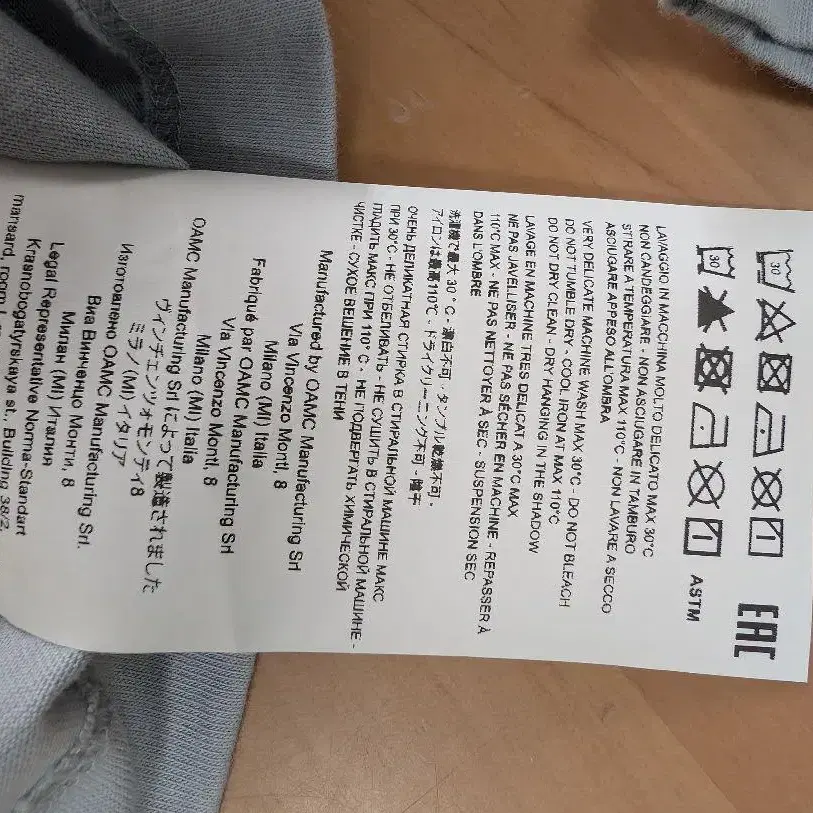 30
EAC
30
ASTM
LAVAGGIO IN MACCHINA MOLTO DELICATO MAX 30°C
NON CANDEGGIARE - NON ASCIUGARE IN TAMBURO
STIRARE A TEMPERATURA MAX 110°C - NON LAVARE A SECCO
ASCIUGARE APPESO ALL'OMBRA
VERY DELICATE MACHINE WASH MAX 30°C - DO NOT BLEACH
DO NOT TUMBLE DRY - COOL IRON AT MAX 110°C
DO NOT DRY CLEAN - DRY HANGING IN THE SHADOW
LAVAGE EN MACHINE TRES DELICAT A 30°C MAX
NE PAS JAVELLISER - NE PAS SÉCHER EN MACHINE - REPASSER À
110°C MAX - NE PAS NETTOYER À SEC - SUSPENSION SEC
DANS L'OMBRE
洗濯機で最大 30°C - 漂白不可 - タンブル乾燥不可 -
アイロンは最高110°C - ドライクリーニング不可 - 陰干
ОЧЕНЬ ДЕЛИКАТНАЯ СТИРКА В СТИРАЛЬНОЙ МАШИНЕ МАКС
ПРИ 30°C - НЕ ОТБЕЛИВАТЬ - НЕ СУШИТЬ В СТИРАЛЬНОЙ МАШИНЕ -
ГЛАДИТЬ МАКС ПРИ 110° C - НЕ ПОДВЕРГАТЬ ХИМИЧЕСКОЙ
ЧИСТКЕ - СУХОЕ ВЕШЕНИЕ В ТЕНИ
Manufactured by OAMC Manufacturing Srl
Via Vincenzo Monti, 8
Milano (MI) Italia
Fabriqué par OAMC Manufacturing Srl
Via Vincenzo Monti, 8
Milano (MI) Italia
OAMC Manufacturing Srl によって製造されました
ヴィンチェンツォモンティ8
ミラノ (MI) イタリア
Изготовлено OAMC Manufacturing Srl.
Виа Винченцо Монти, 8
Милан (MI) Италия
Legal Representative Norma-Standart
Krasnobogatyrskaya st., Building 38/2,
mansard, room